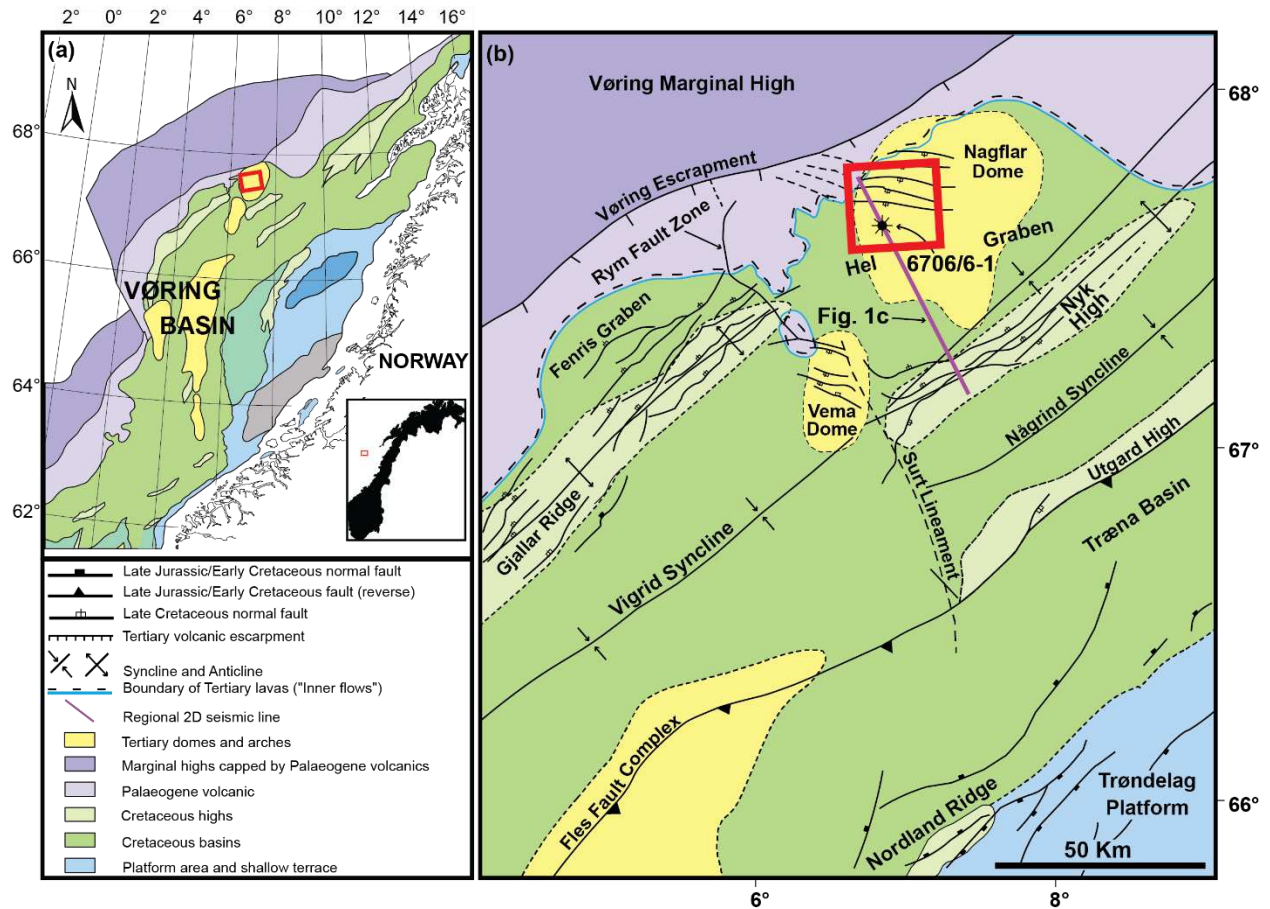 2° 0° 2° 4° 6° 8° 10° 12° 14° 16°
(a)
N
68°
66°
64°
62°
VØRING
BASIN
NORWAY
Late Jurassic/Early Cretaceous normal fault
Late Jurassic/Early Cretaceous fault (reverse)
Late Cretaceous normal fault
Tertiary volcanic escarpment
Syncline and Anticline
Boundary of Tertiary lavas ("Inner flows")
Regional 2D seismic line
Tertiary domes and arches
Marginal highs capped by Palaeogene volcanics
Palaeogene volcanic
Cretaceous highs
Cretaceous basins
Platform area and shallow terrace
(b)
Vøring Marginal High
68°
Vøring Escrapment
Nagflar
Dome
Rym Fault Zone
Graben
Hel
6706/6-1
Fig. 1c
Fenris Graben
Nyk
High
Vema
Dome
Någrind Syncline
67°
Gjallar Ridge
Surt Lineament
Utgard High
Vigrid Syncline
Træna Basin
Fles Fault Complex
Trøndelag
Platform
66°
Nordland Ridge
50 Km
6° 8°